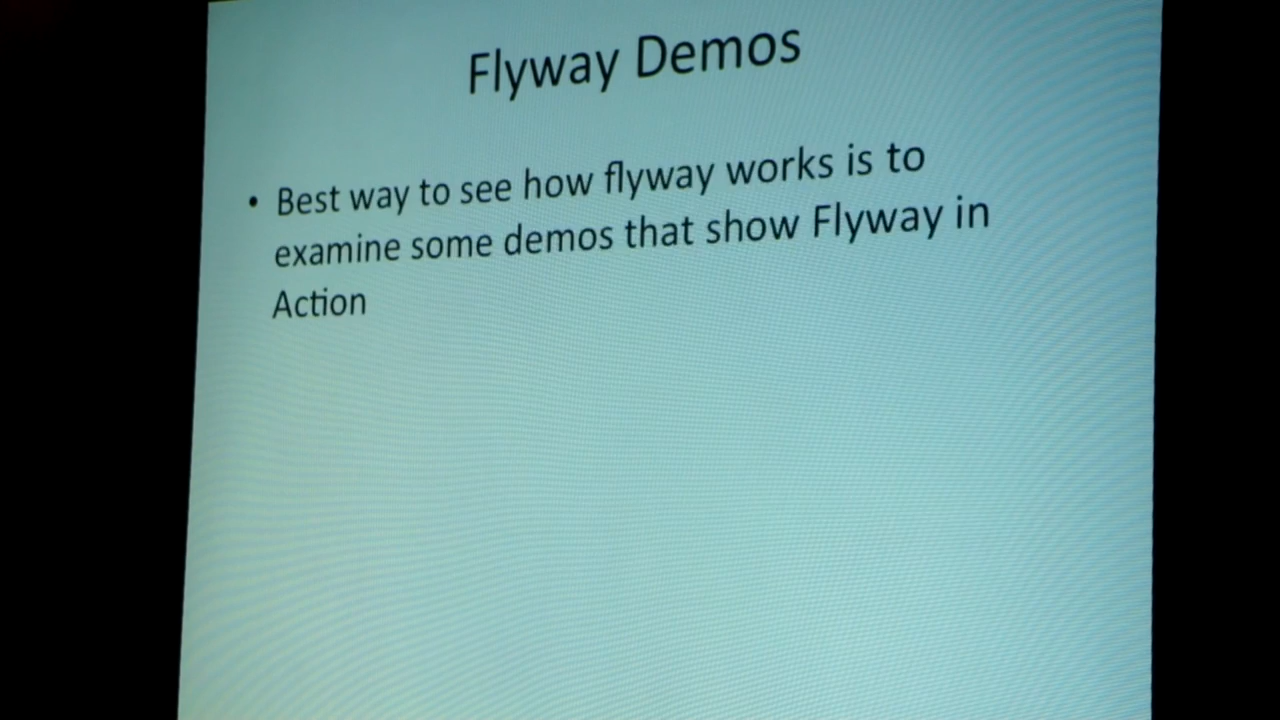 Flyway Demos
• Best way to see how flyway works is to
examine some demos that show Flyway in
Action